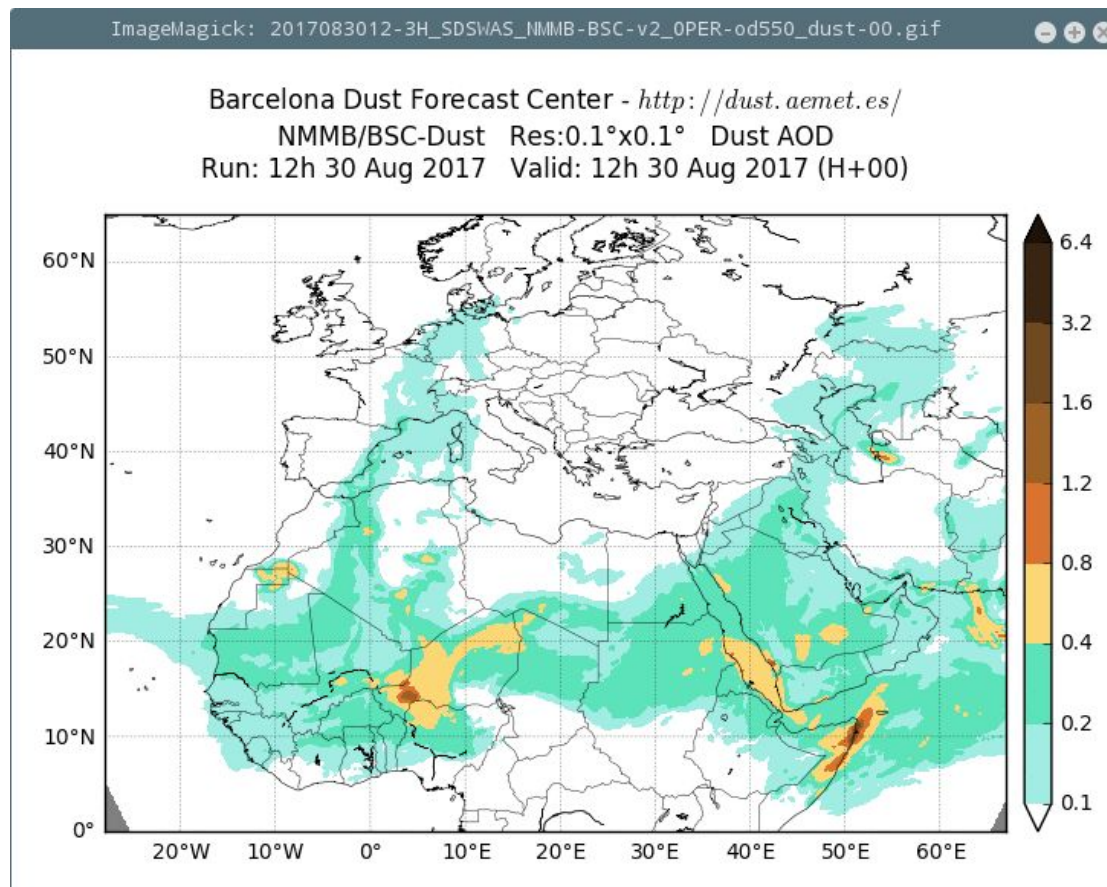 ImageMagick: 2017083012-3H_SDSWAS_NMMB-BSC-v2_OPER-od550_dust-00.gif
Barcelona Dust Forecast Center - http://dust.aemet.es/
NMMB/BSC-Dust Res:0.1°x0.1° Dust AOD
Run: 12h 30 Aug 2017 Valid: 12h 30 Aug 2017 (H+00)
60°N
50°N
40°N
30°N
20°N
10°N
0°
20°W 10°W 0° 10°E 20°E 30°E 40°E 50°E 60°E
6.4
3.2
1.6
1.2
0.8
0.4
0.2
0.1